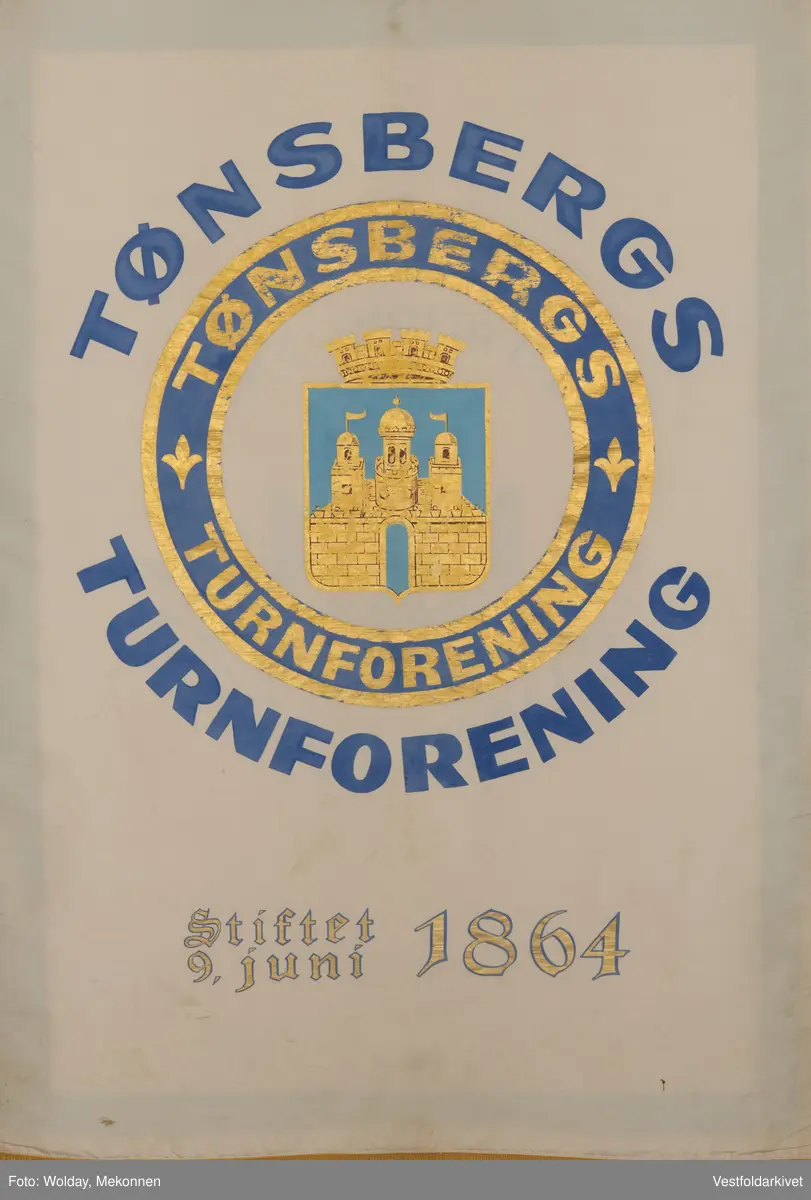 TØNSBERGS
TØNSBERGS
TURNFORENING
TURNFORENING
Stiftet
9. juni 1864
Foto: Wolday, Mekonnen
Vestfoldarkivet